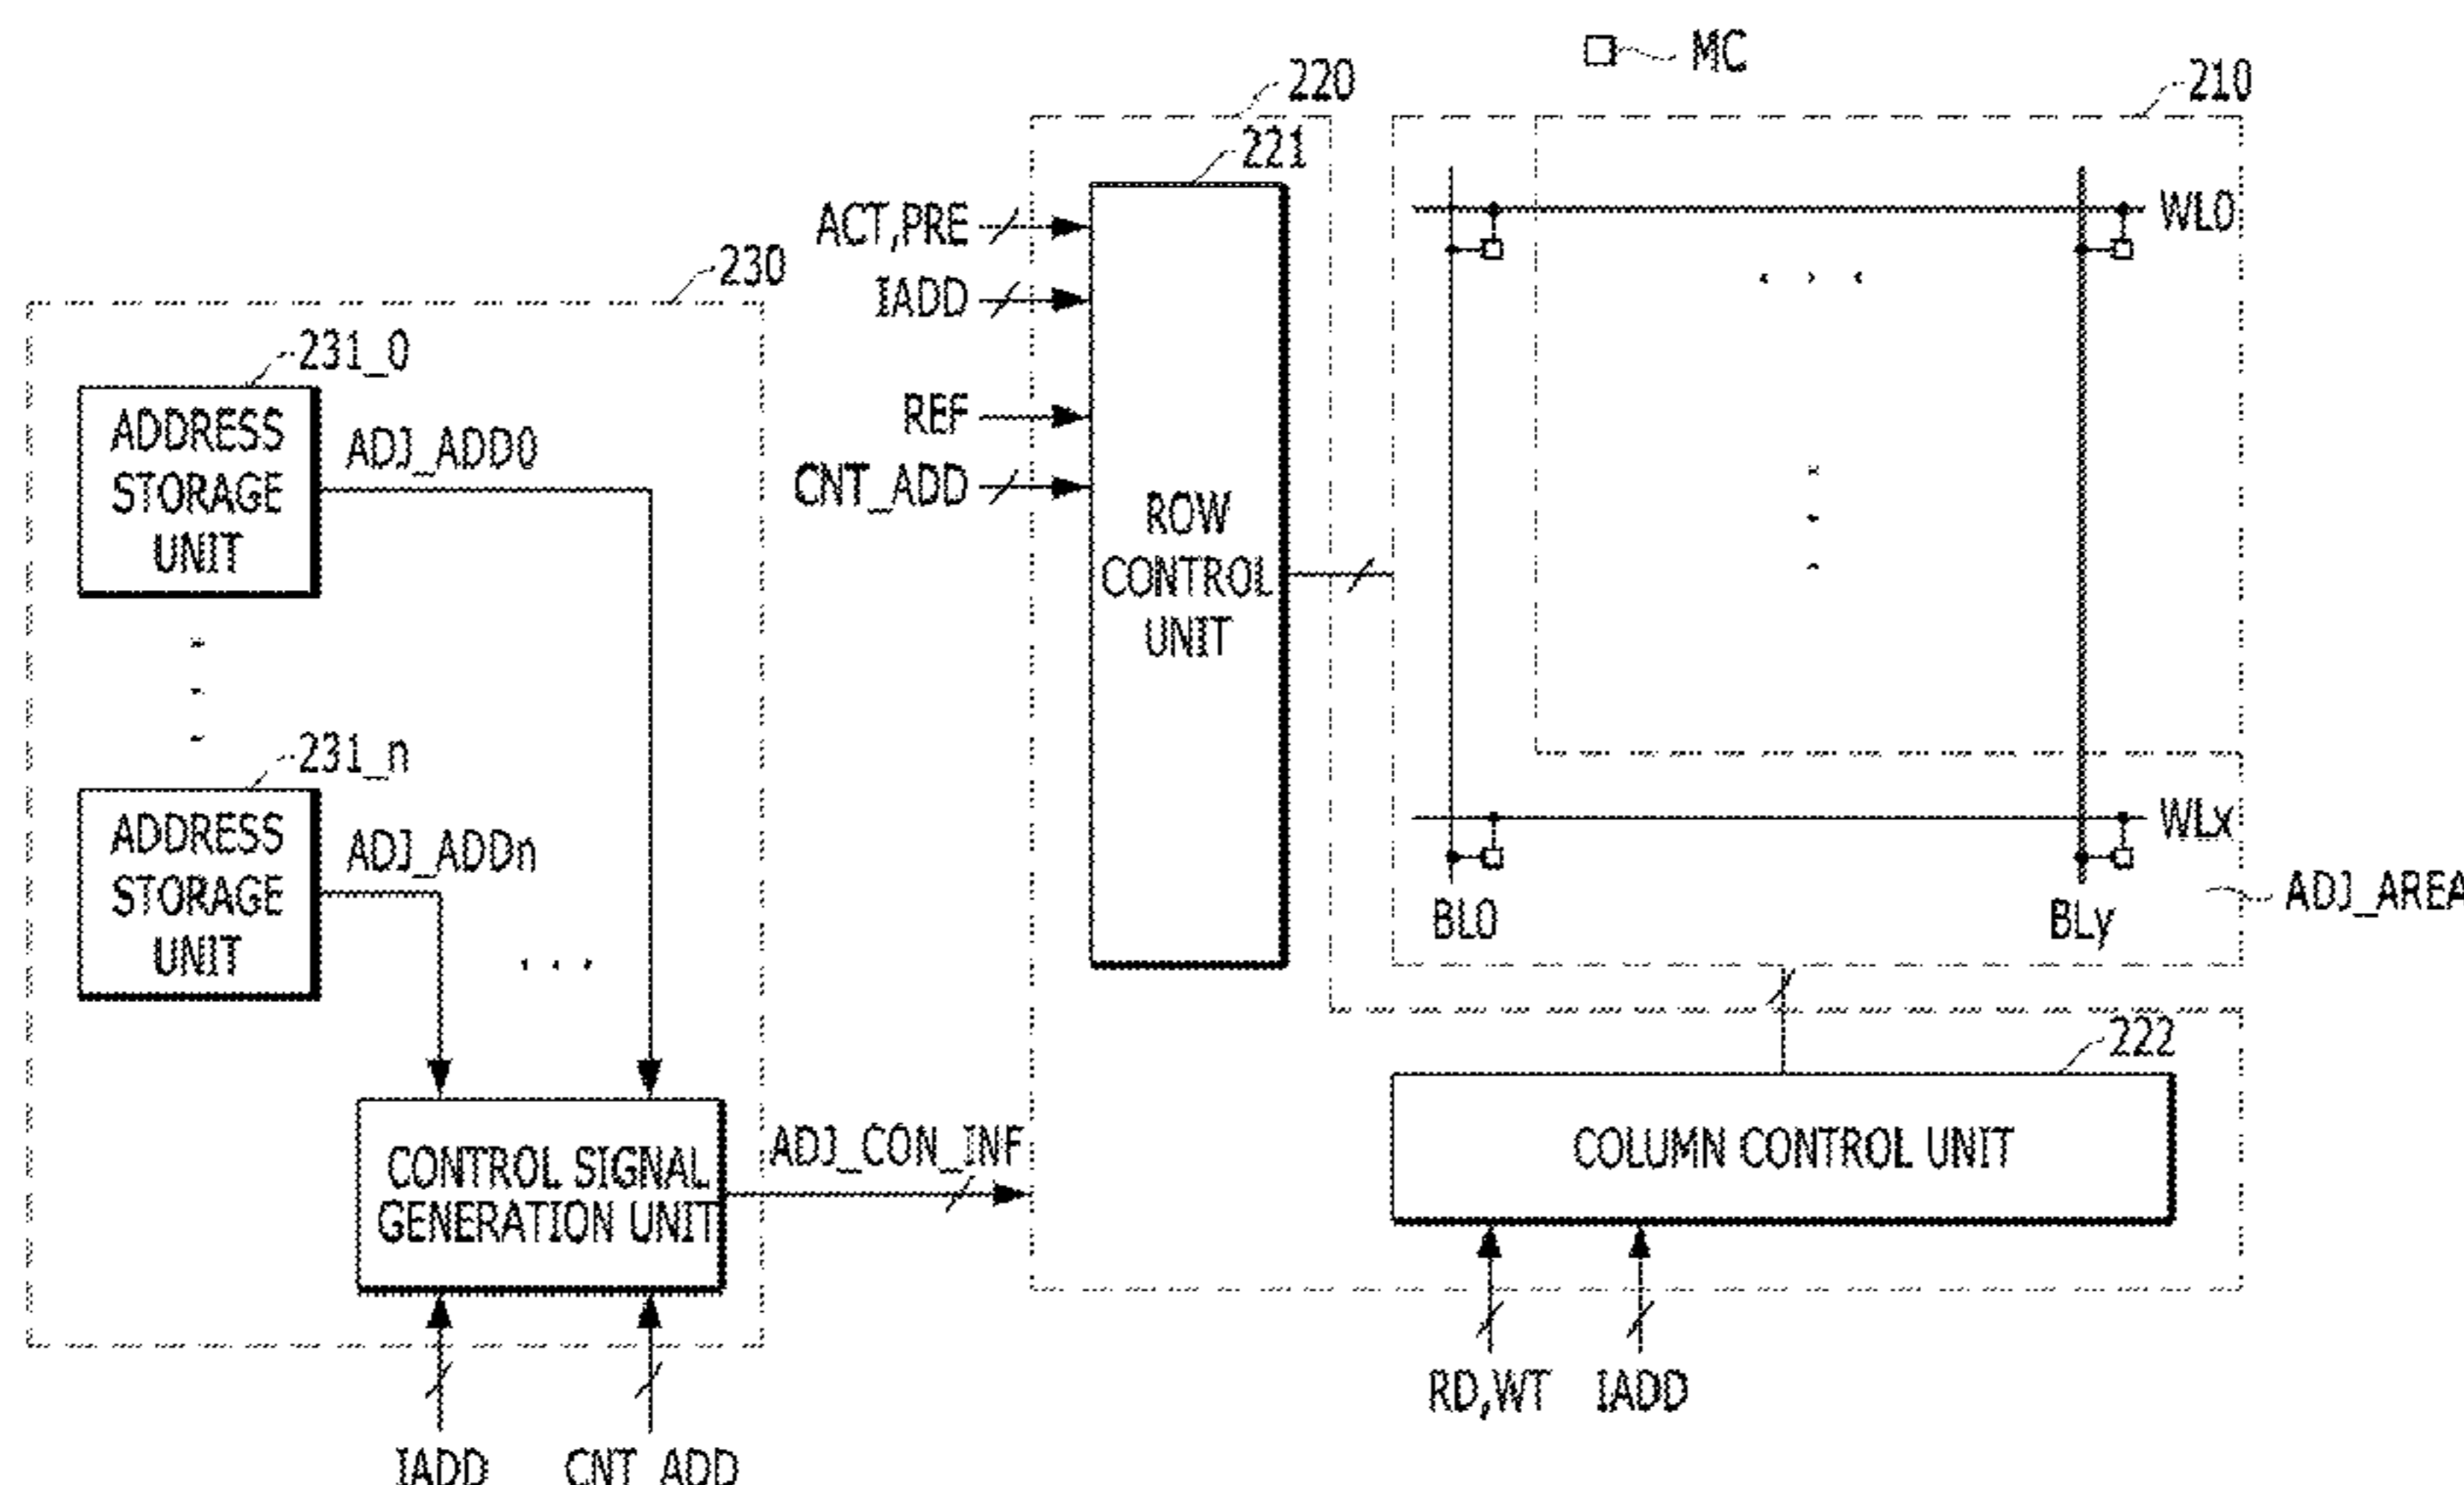 MC
220
210
221
ACT,PRE
WL0
230
IADD
231_0
ADDRESS
STORAGE
UNIT
ADJ_ADD0
REF
CNT_ADD
ROW
CONTROL
UNIT
231_n
ADDRESS
STORAGE
UNIT
ADJ_ADDn
WLx
BL0
BLy
ADJ_AREA
222
CONTROL SIGNAL
GENERATION UNIT
ADJ_CON_INF
COLUMN CONTROL UNIT
RD,WT
IADD
IADD
CNT_ADD